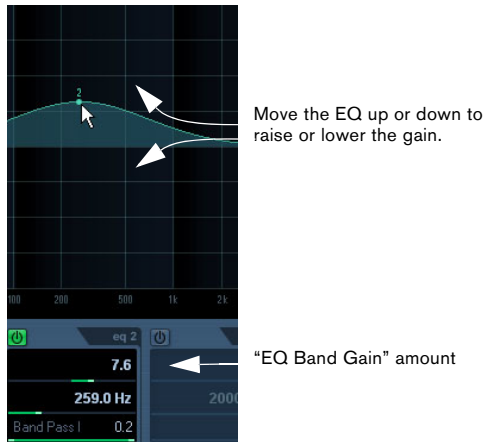 2
Move the EQ up or down to
raise or lower the gain.
100 200 500 1k 2k
eq 2
7.6
“EQ Band Gain” amount
259.0 Hz
2000
Band Pass I 0.2